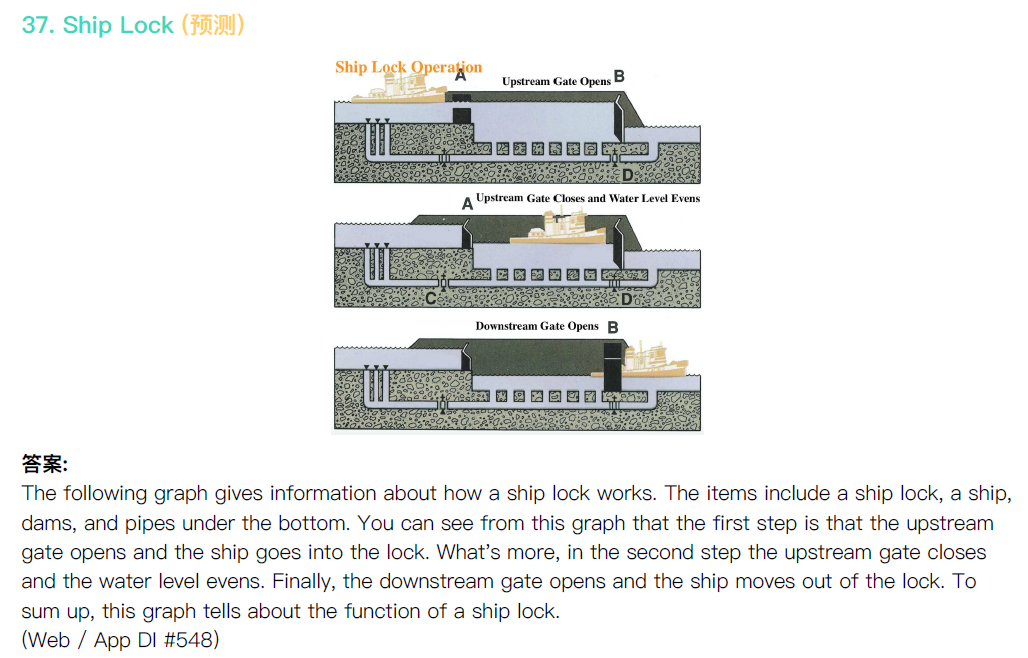 37. Ship Lock (预测)
Ship Lock Operation
A
Upstream Gate Opens B
D
A Upstream Gate Closes and Water Level Evens
C
D
Downstream Gate Opens B
答案:
The following graph gives information about how a ship lock works. The items include a ship lock, a ship,
dams, and pipes under the bottom. You can see from this graph that the first step is that the upstream
gate opens and the ship goes into the lock. What's more, in the second step the upstream gate closes
and the water level evens. Finally, the downstream gate opens and the ship moves out of the lock. To
sum up, this graph tells about the function of a ship lock.
(Web / App DI #548)